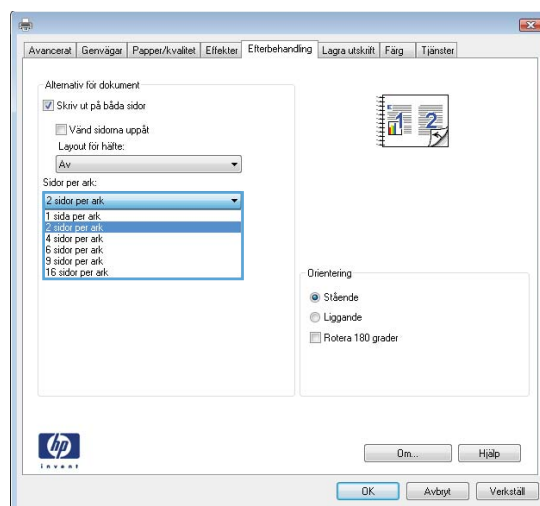 Avancerat Genvägar Papper/kvalitet Effekter Efterbehandling Lagra utskrift Färg Tjänster
Alternativ för dokument
Skriv ut på båda sidor
Vänd sidorna uppåt
Layout för häfte:
Av
Sidor per ark:
2 sidor per ark
1 sida per ark
2 sidor per ark
4 sidor per ark
6 sidor per ark
9 sidor per ark
16 sidor per ark
1 2
Orientering
Stående
Liggande
Rotera 180 grader
hp
invent
Om... Hjälp
OK Avbryt Verkställ